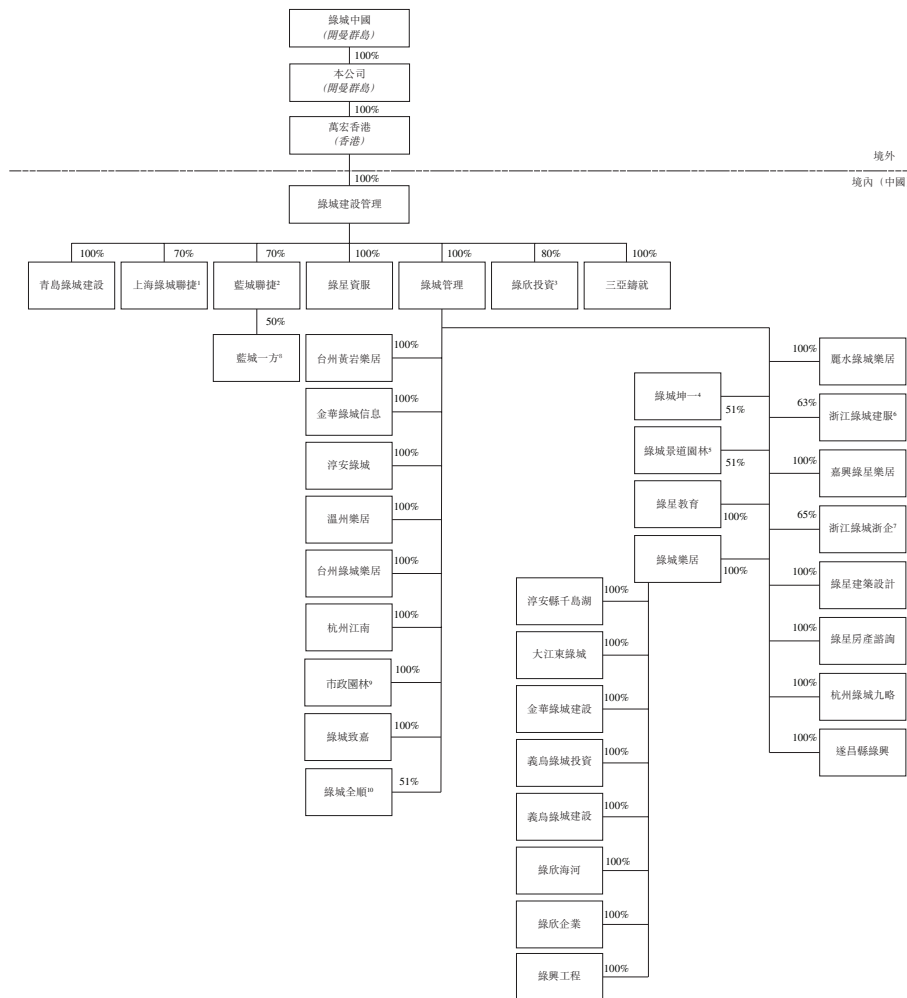 綠城中國
(開曼群島)
100%
本公司
(開曼群島)
100%
萬宏香港
(香港)
境外
100%
境內（中國
綠城建設管理
100%
70%
70%
100%
100%
80%
100%
青島綠城建設
上海綠城聯捷¹
藍城聯捷²
綠星資服
綠城管理
綠欣投資³
三亞鑄就
50%
藍城一方⁸
台州黃岩樂居
100%
金華綠城信息
100%
淳安綠城
100%
溫州樂居
100%
台州綠城樂居
100%
杭州江南
100%
市政園林⁹
100%
綠城致嘉
100%
綠城全順¹⁰
51%
綠城坤一⁴
51%
綠城景道園林⁵
51%
綠星教育
100%
綠城樂居
100%
淳安縣千島湖
100%
大江東綠城
100%
金華綠城建設
100%
義烏綠城投資
100%
義烏綠城建設
100%
綠欣海河
100%
綠欣企業
100%
綠興工程
100%
100%
麗水綠城樂居
63%
浙江綠城建服⁶
100%
嘉興綠星樂居
65%
浙江綠城浙企⁷
100%
綠星建築設計
100%
綠星房產諮詢
100%
杭州綠城九略
100%
遂昌縣綠興